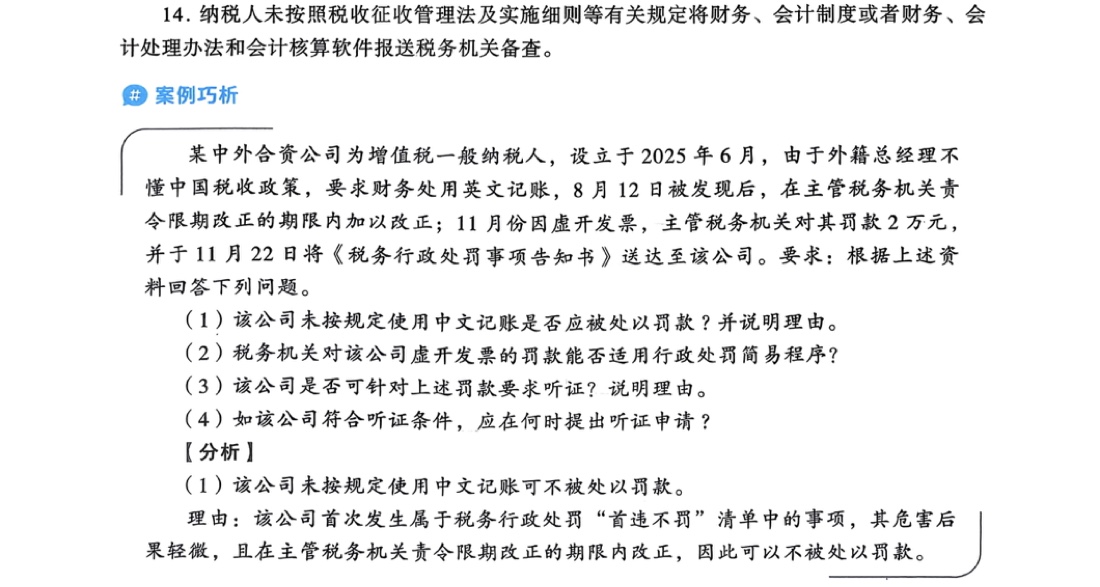 14. 纳税人未按照税收征收管理法及实施细则等有关规定将财务、会计制度或者财务、会
计处理办法和会计核算软件报送税务机关备查。
# 案例巧析
某中外合资公司为增值税一般纳税人，设立于 2025 年 6 月，由于外籍总经理不
懂中国税收政策，要求财务处用英文记账，8 月 12 日被发现后，在主管税务机关责
令限期改正的期限内加以改正；11 月份因虚开发票，主管税务机关对其罚款 2 万元，
并于 11 月 22 日将《税务行政处罚事项告知书》送达至该公司。要求：根据上述资
料回答下列问题。
（1）该公司未按规定使用中文记账是否应被处以罚款？并说明理由。
（2）税务机关对该公司虚开发票的罚款能否适用行政处罚简易程序？
（3）该公司是否可针对上述罚款要求听证？说明理由。
（4）如该公司符合听证条件，应在何时提出听证申请？
【分析】
（1）该公司未按规定使用中文记账可不被处以罚款。
理由：该公司首次发生属于税务行政处罚“首违不罚”清单中的事项，其危害后
果轻微，且在主管税务机关责令限期改正的期限内改正，因此可以不被处以罚款。